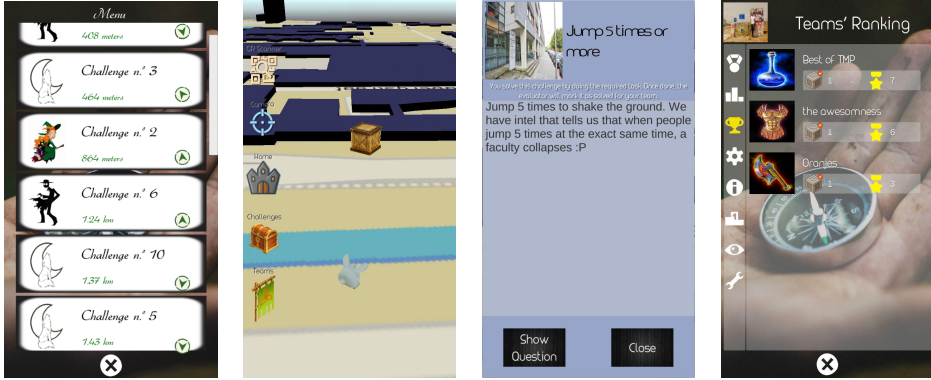 Menu
408 meters
Challenge n.º 3
464 meters
Challenge n.º 2
864 meters
Challenge n.º 6
1.24 km
Challenge n.º 10
1.37 km
Challenge n.º 5
1.43 km
QR Scanner
Camera
Home
Challenges
Teams
Jump 5 times or
more
You solve this challenge by doing the required task. Once done, the
evaluator will mark it as solved for your team.
Jump 5 times to shake the ground. We
have intel that tells us that when people
jump 5 times at the exact same time, a
faculty collapses :P
Show
Question
Close
Teams' Ranking
Best of TMP
1 7
the awesomness
1 6
Oranjes
1 3